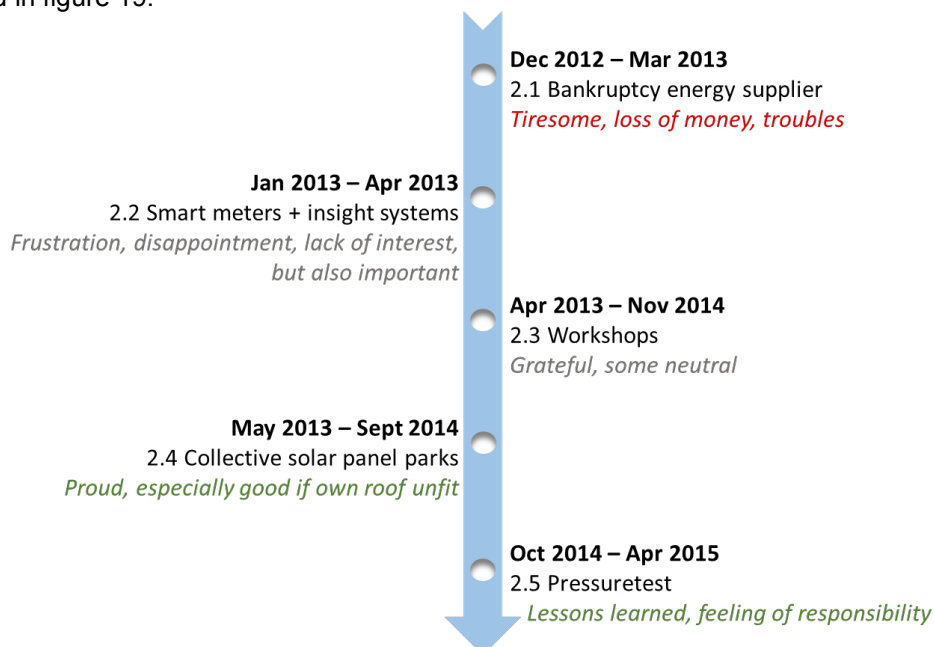 in figure 19.
Dec 2012 – Mar 2013
2.1 Bankruptcy energy supplier
Tiresome, loss of money, troubles
Jan 2013 – Apr 2013
2.2 Smart meters + insight systems
Frustration, disappointment, lack of interest,
but also important
Apr 2013 – Nov 2014
2.3 Workshops
Grateful, some neutral
May 2013 – Sept 2014
2.4 Collective solar panel parks
Proud, especially good if own roof unfit
Oct 2014 – Apr 2015
2.5 Pressuretest
Lessons learned, feeling of responsibility